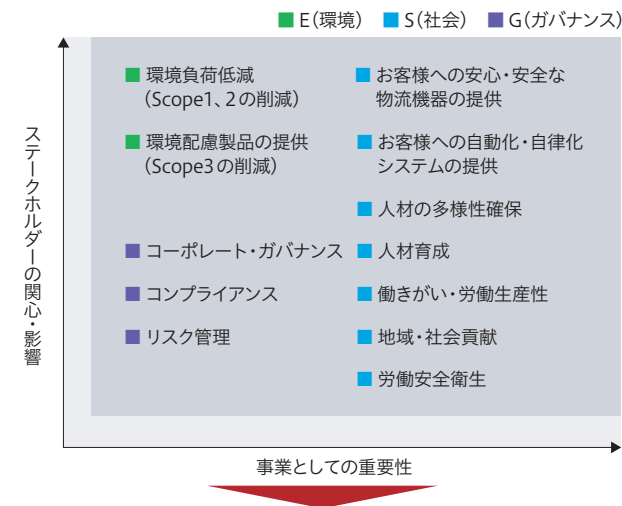 ■ E（環境） ■ S（社会） ■ G（ガバナンス）
ステークホルダーの関心・影響
■ 環境負荷低減
（Scope1、2の削減）
■ 環境配慮製品の提供
（Scope3の削減）
■ コーポレート・ガバナンス
■ コンプライアンス
■ リスク管理
■ お客様への安心・安全な
物流機器の提供
■ お客様への自動化・自律化
システムの提供
■ 人材の多様性確保
■ 人材育成
■ 働きがい・労働生産性
■ 地域・社会貢献
■ 労働安全衛生
事業としての重要性